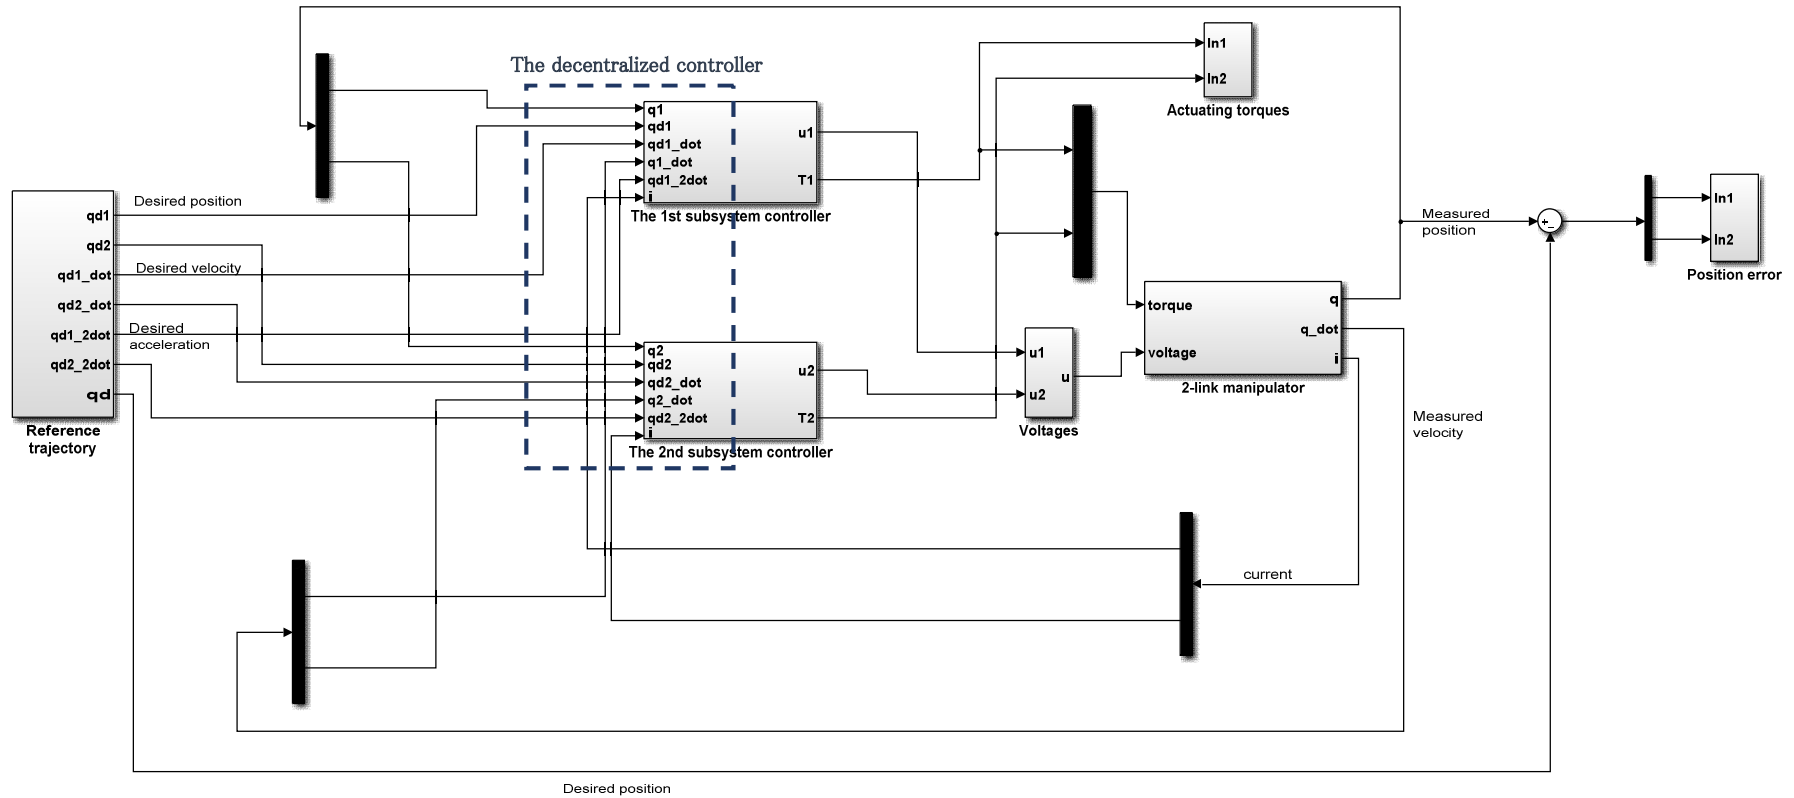 The decentralized controller
In1
In2
Actuating torques
q1
qd1
qd1_dot
q1_dot
qd1_2dot
i
u1
T1
The 1st subsystem controller
Desired position
qd1
qd2
Desired velocity
qd1_dot
qd2_dot
qd1_2dot
Desired
acceleration
qd2_2dot
qd
Reference
trajectory
q2
qd2
qd2_dot
q2_dot
qd2_2dot
i
u2
T2
The 2nd subsystem controller
u1
u2
u
Voltages
torque
voltage
q
q_dot
i
2-link manipulator
Measured
position
+
-
In1
In2
Position error
Measured
velocity
current
Desired position